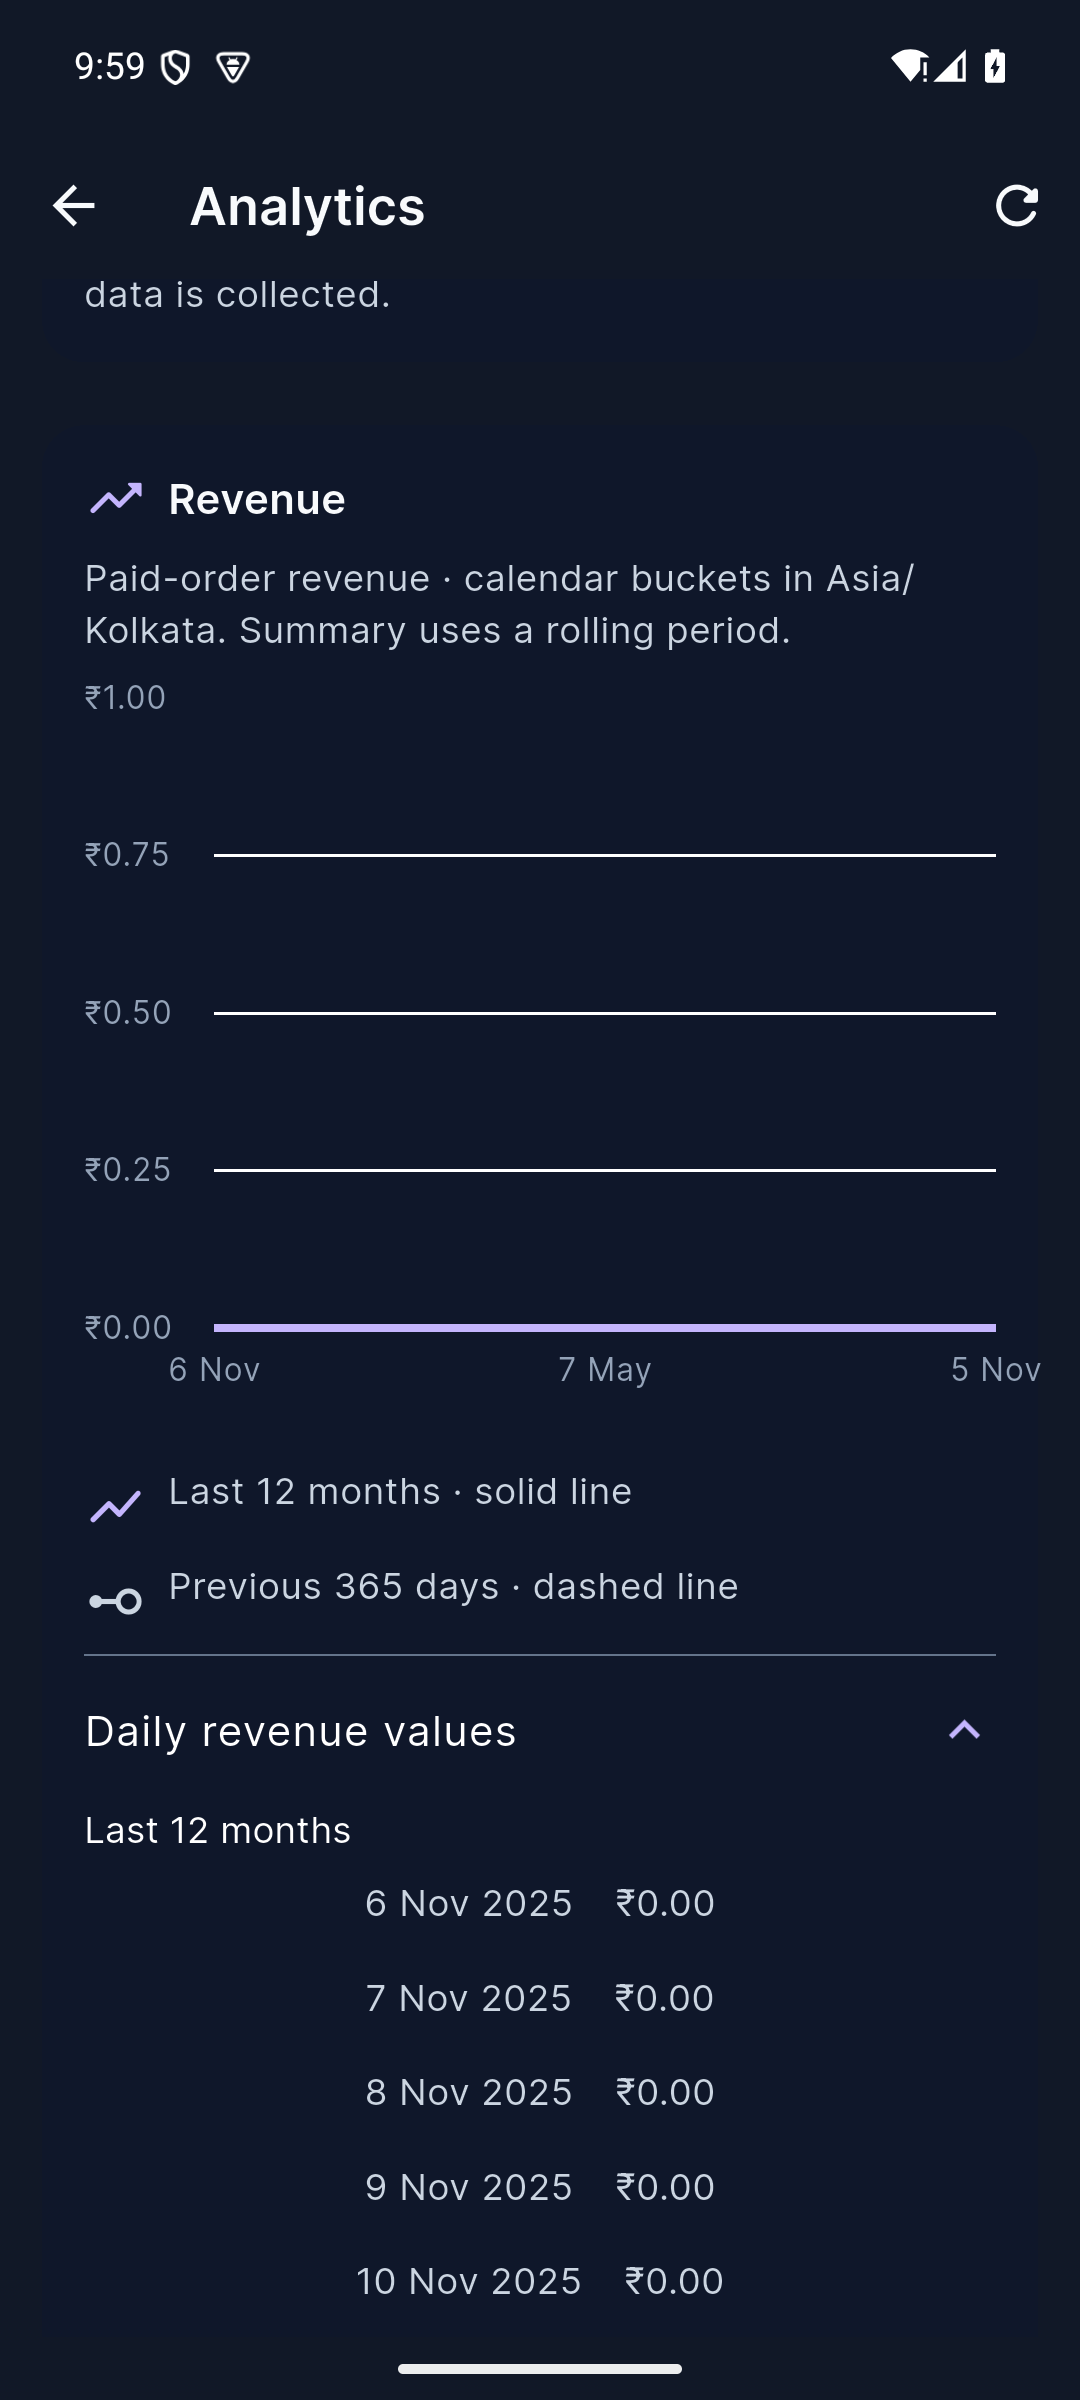 9:59
Analytics
data is collected.
Revenue
Paid-order revenue · calendar buckets in Asia/
Kolkata. Summary uses a rolling period.
₹1.00
₹0.75
₹0.50
₹0.25
₹0.00
6 Nov 7 May 5 Nov
Last 12 months · solid line
Previous 365 days · dashed line
Daily revenue values
Last 12 months
6 Nov 2025 ₹0.00
7 Nov 2025 ₹0.00
8 Nov 2025 ₹0.00
9 Nov 2025 ₹0.00
10 Nov 2025 ₹0.00